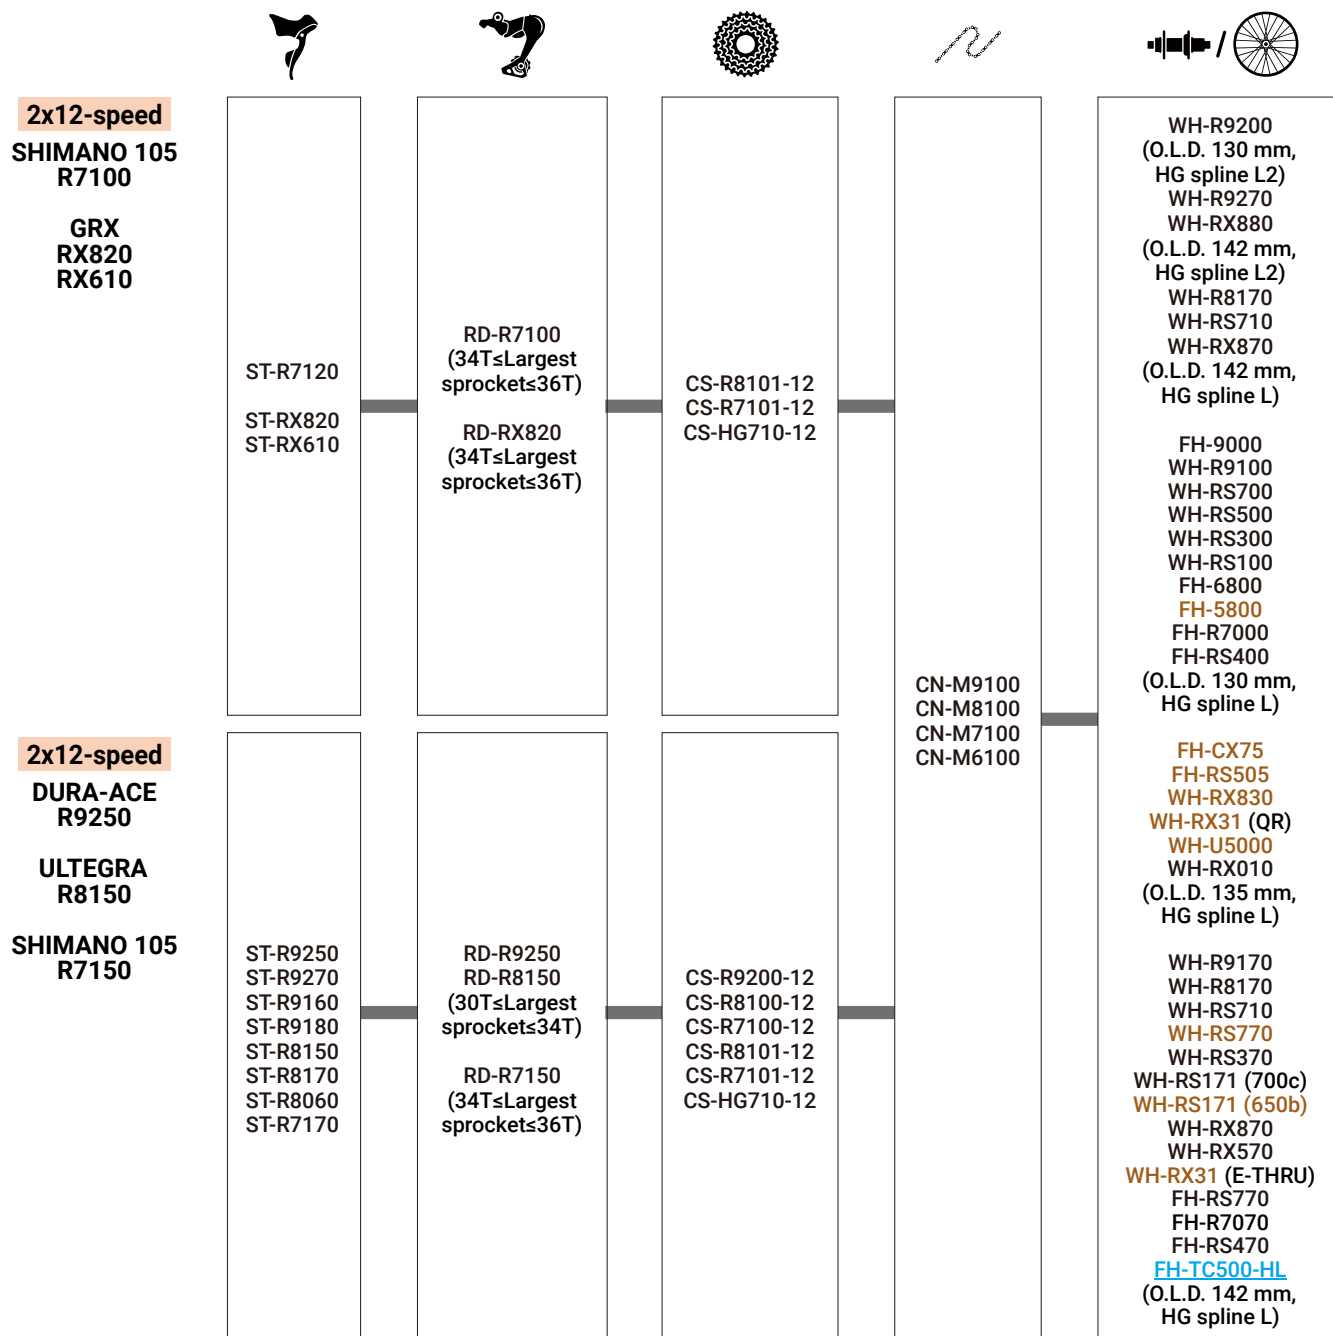 2x12-speed
SHIMANO 105
R7100
GRX
RX820
RX610
ST-R7120
ST-RX820
ST-RX610
RD-R7100
(34T≤Largest
sprocket≤36T)
RD-RX820
(34T≤Largest
sprocket≤36T)
CS-R8101-12
CS-R7101-12
CS-HG710-12
2x12-speed
DURA-ACE
R9250
ULTEGRA
R8150
SHIMANO 105
R7150
ST-R9250
ST-R9270
ST-R9160
ST-R9180
ST-R8150
ST-R8170
ST-R8060
ST-R7170
RD-R9250
RD-R8150
(30T≤Largest
sprocket≤34T)
RD-R7150
(34T≤Largest
sprocket≤36T)
CS-R9200-12
CS-R8100-12
CS-R7100-12
CS-R8101-12
CS-R7101-12
CS-HG710-12
CN-M9100
CN-M8100
CN-M7100
CN-M6100
/
WH-R9200
(O.L.D. 130 mm,
HG spline L2)
WH-R9270
WH-RX880
(O.L.D. 142 mm,
HG spline L2)
WH-R8170
WH-RS710
WH-RX870
(O.L.D. 142 mm,
HG spline L)
FH-9000
WH-R9100
WH-RS700
WH-RS500
WH-RS300
WH-RS100
FH-6800
FH-5800
FH-R7000
FH-RS400
(O.L.D. 130 mm,
HG spline L)
FH-CX75
FH-RS505
WH-RX830
WH-RX31 (QR)
WH-U5000
WH-RX010
(O.L.D. 135 mm,
HG spline L)
WH-R9170
WH-R8170
WH-RS710
WH-RS770
WH-RS370
WH-RS171 (700c)
WH-RS171 (650b)
WH-RX870
WH-RX570
WH-RX31 (E-THRU)
FH-RS770
FH-R7070
FH-RS470
FH-TC500-HL
(O.L.D. 142 mm,
HG spline L)